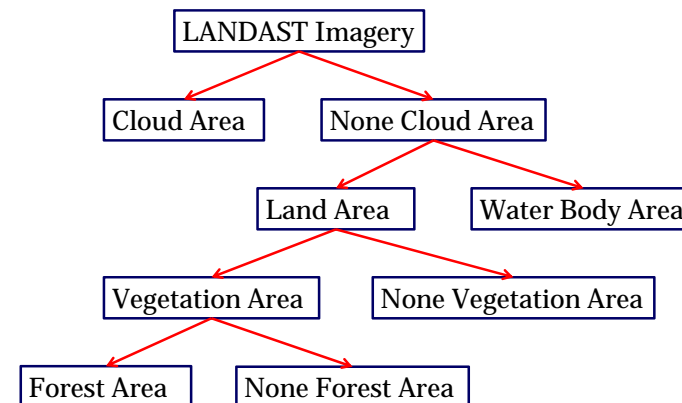 LANDAST Imagery
Cloud Area
None Cloud Area
Land Area
Water Body Area
Vegetation Area
None Vegetation Area
Forest Area
None Forest Area